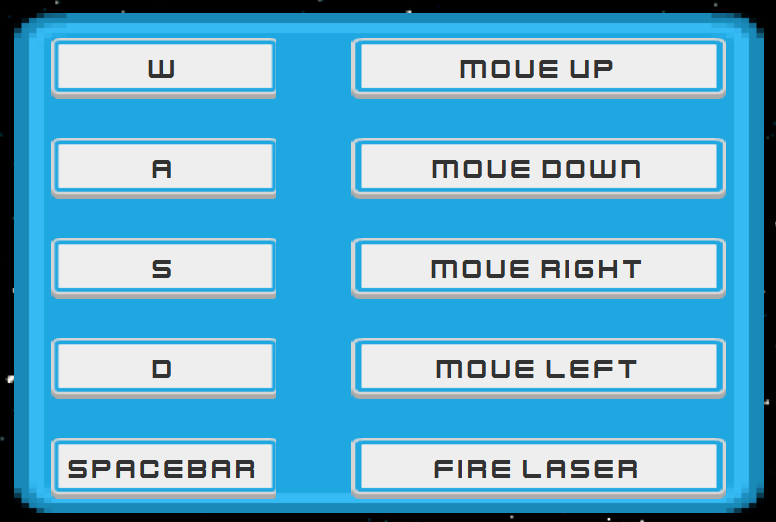 W MOVE UP
A MOVE DOWN
S MOVE RIGHT
D MOVE LEFT
SPACEBAR FIRE LASER